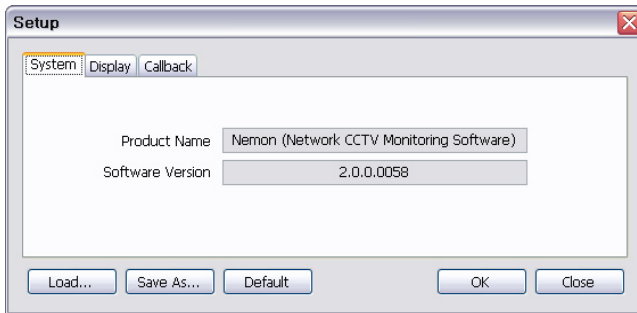 Setup
System Display Callback
Product Name Nemon (Network CCTV Monitoring Software)
Software Version 2.0.0.0058
Load... Save As... Default OK Close